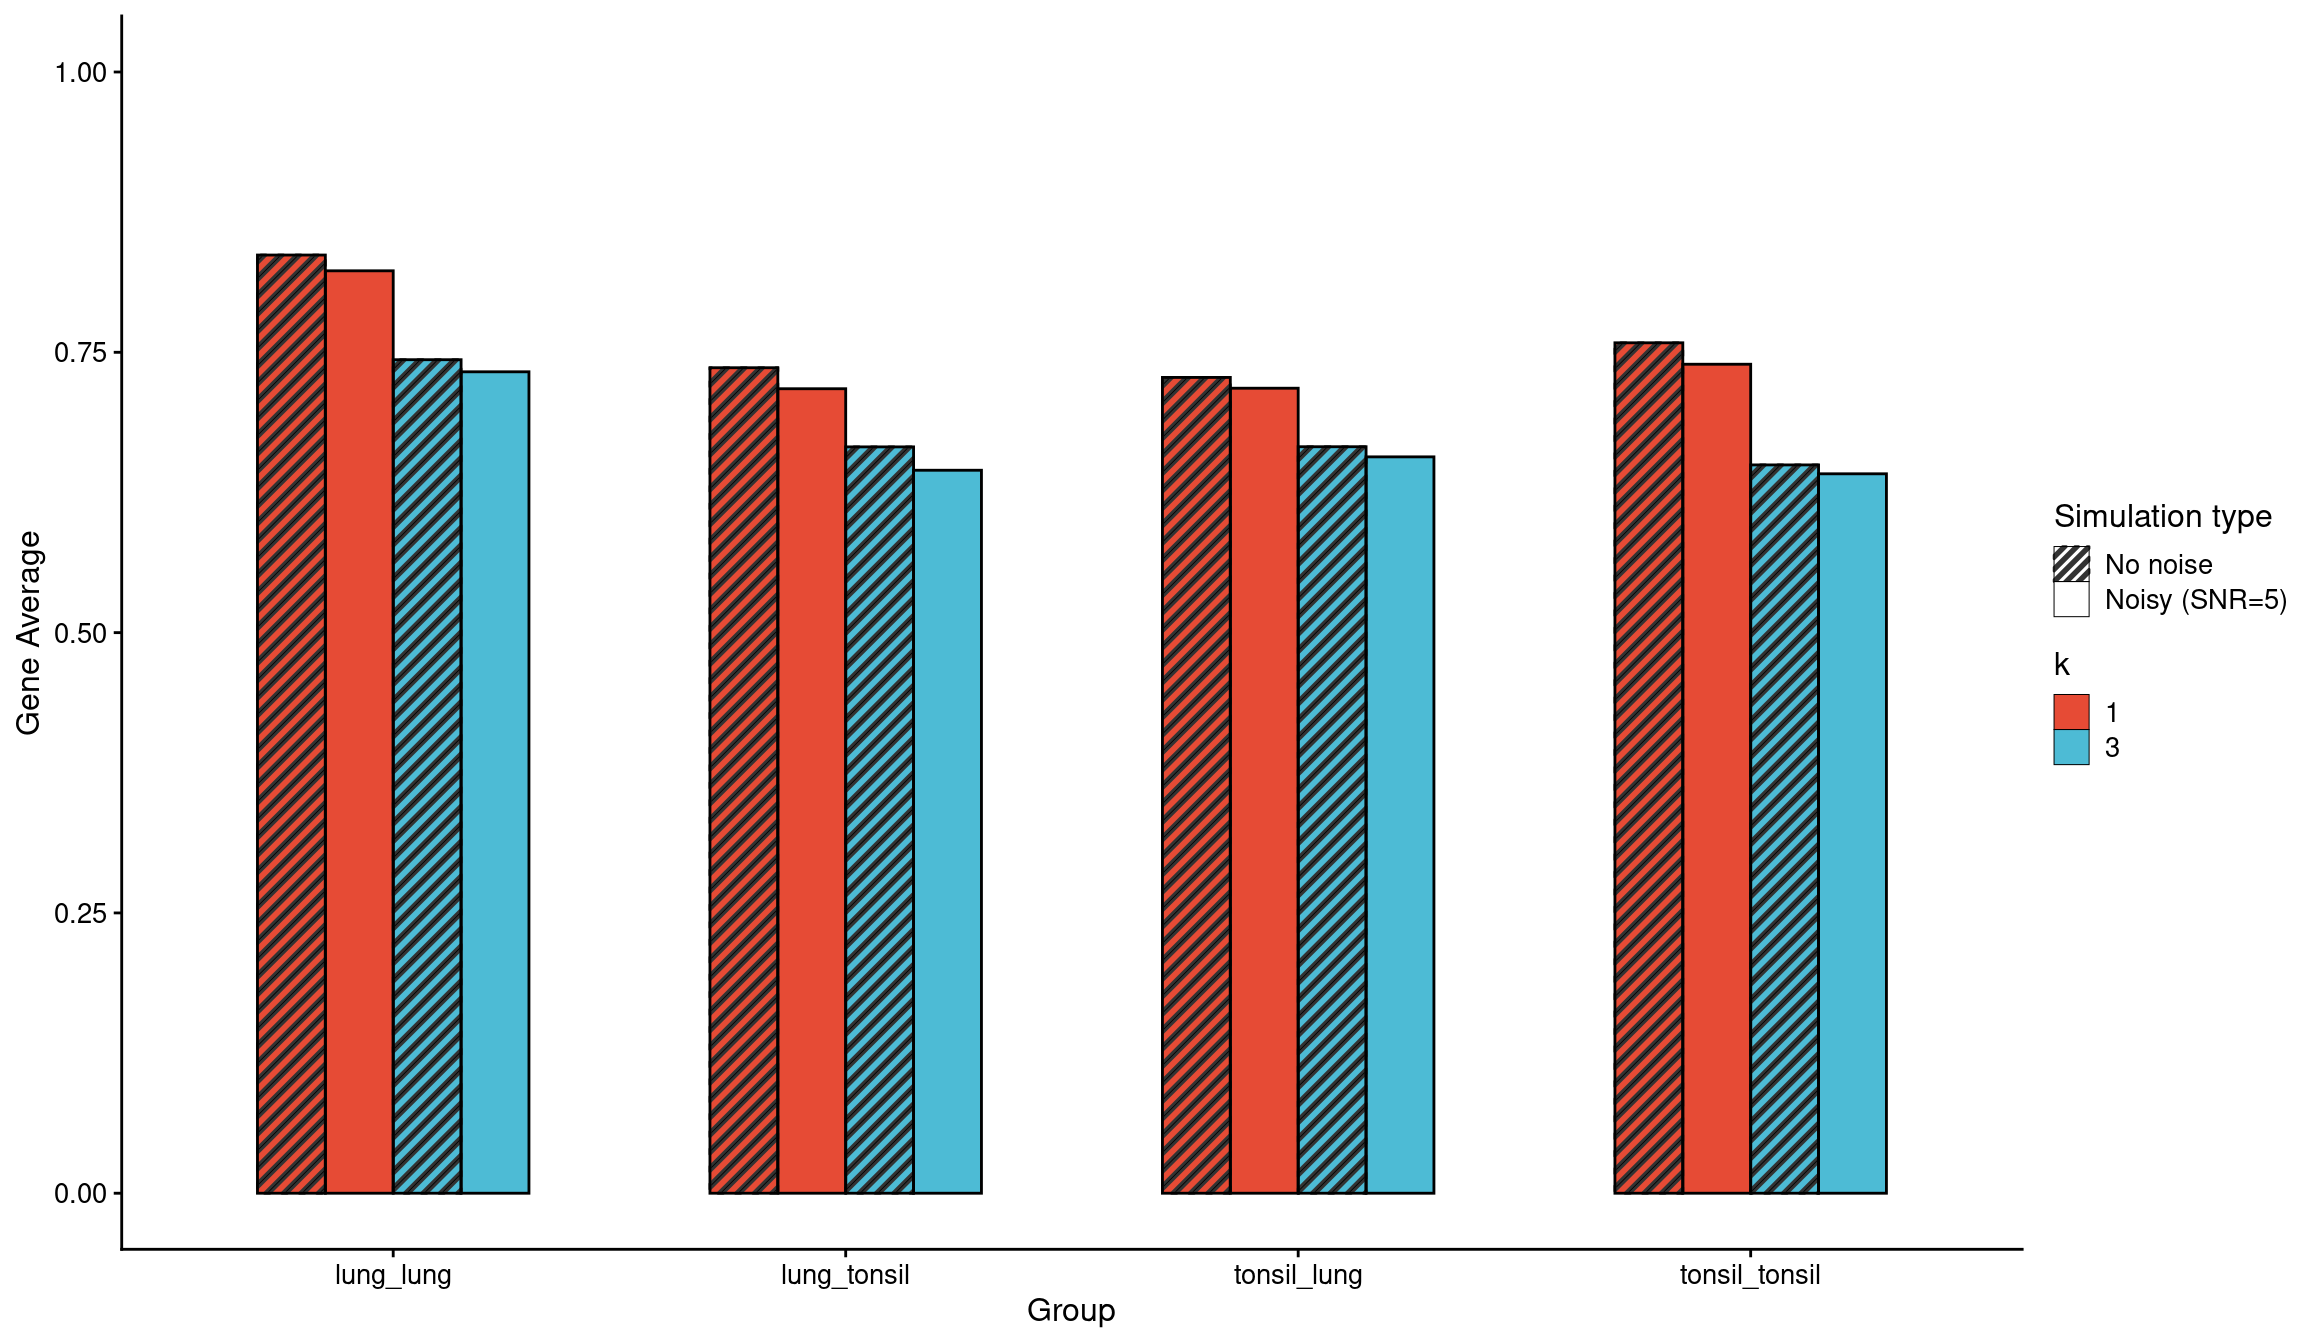 1.00
0.75
0.50
0.25
0.00
Gene Average
lung_lung
lung_tonsil
tonsil_lung
tonsil_tonsil
Group
Simulation type
No noise
Noisy (SNR=5)
k
1
3